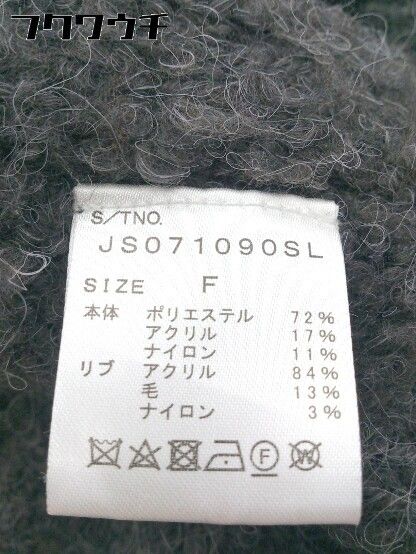 フクウウチ
S/TNO.
JS071090SL
SIZE F
本体 ポリエステル 72%
アクリル 17%
ナイロン 11%
リブ アクリル 84%
毛 13%
ナイロン 3%
F W